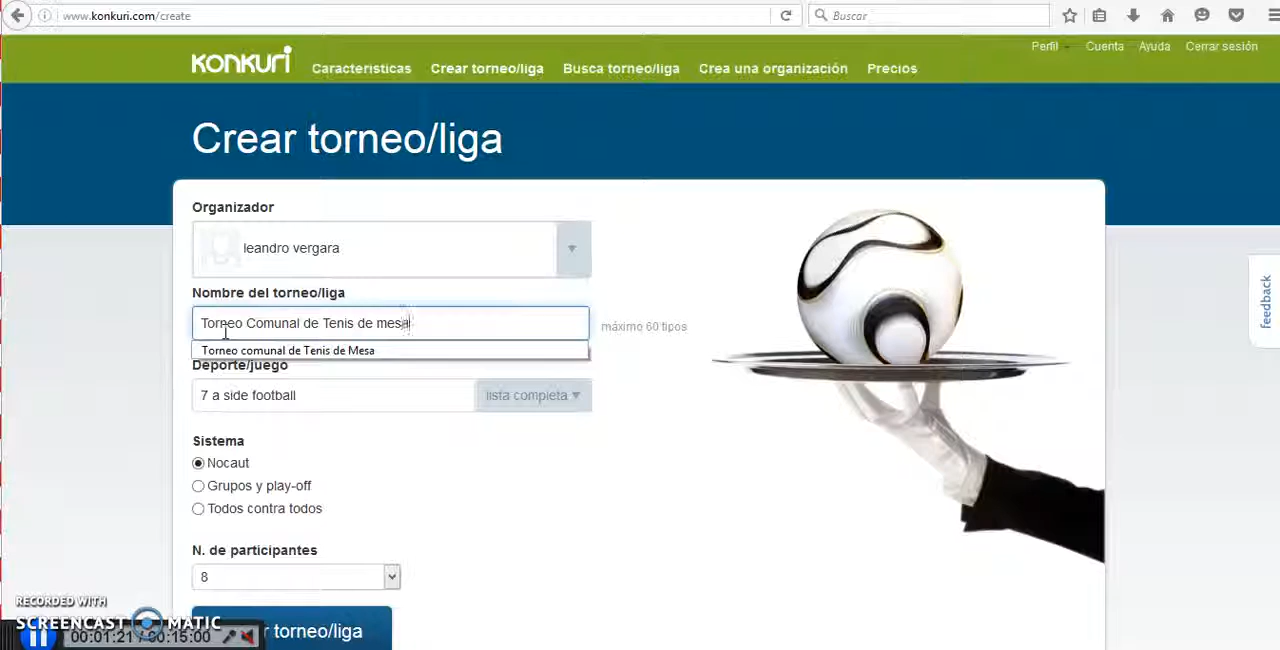 www.konkuri.com/create
Buscar
Perfil Cuenta Ayuda Cerrar sesión
KONKURI Caracteristicas Crear torneo/liga Busca torneo/liga Crea una organización Precios
Crear torneo/liga
Organizador
leandro vergara
Nombre del torneo/liga
Torneo Comunal de Tenis de mesa
máximo 60 tipos
Torneo comunal de Tenis de Mesa
Deporte/juego
7 a side football lista completa
Sistema
Nocaut
Grupos y play-off
Todos contra todos
N. de participantes
8
torneo/liga
feedback
RECORDED WITH
SCREENCAST MATIC
00:01:21 / 00:15:00